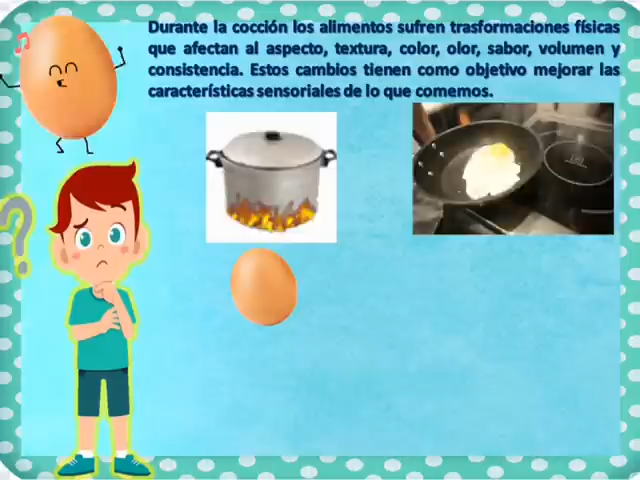 Durante la cocción los alimentos sufren trasformaciones físicas
que afectan al aspecto, textura, color, olor, sabor, volumen y
consistencia. Estos cambios tienen como objetivo mejorar las
características sensoriales de lo que comemos.